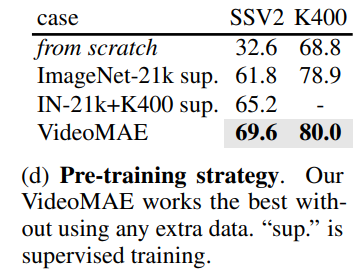 case SSV2 K400
from scratch 32.6 68.8
ImageNet-21k sup. 61.8 78.9
IN-21k+K400 sup. 65.2 -
VideoMAE 69.6 80.0
(d) Pre-training strategy. Our
VideoMAE works the best with-
out using any extra data. “sup.” is
supervised training.